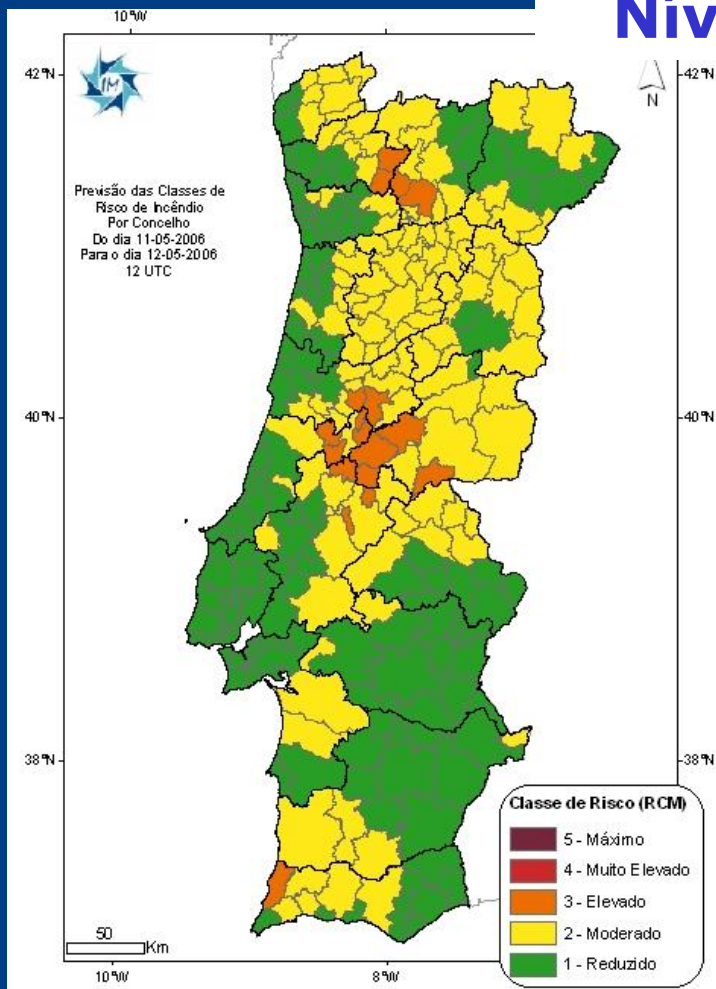 Nív
10°W
8°W
42°N
42°N
IM
N
Previsão das Classes de
Risco de Incêndio
Por Concelho
Do dia 11-05-2006
Para o dia 12-05-2006
12 UTC
40°N
40°N
38°N
38°N
Classe de Risco (RCM)
5 - Máximo
4 - Muito Elevado
3 - Elevado
2 - Moderado
1 - Reduzido
50
Km
10°W
8°W